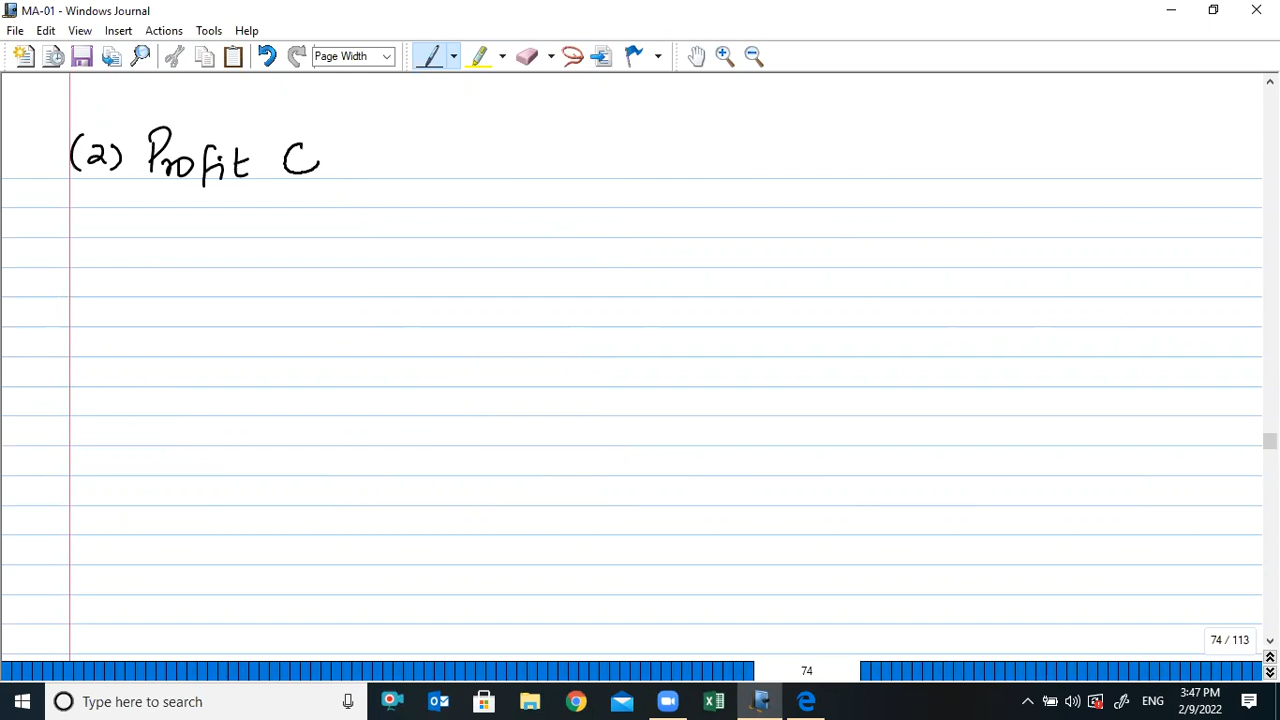 MA-01 - Windows Journal
File Edit View Insert Actions Tools Help
Page Width
(2) Profit C
74 / 113
74
Type here to search
ENG
3:47 PM
2/9/2022